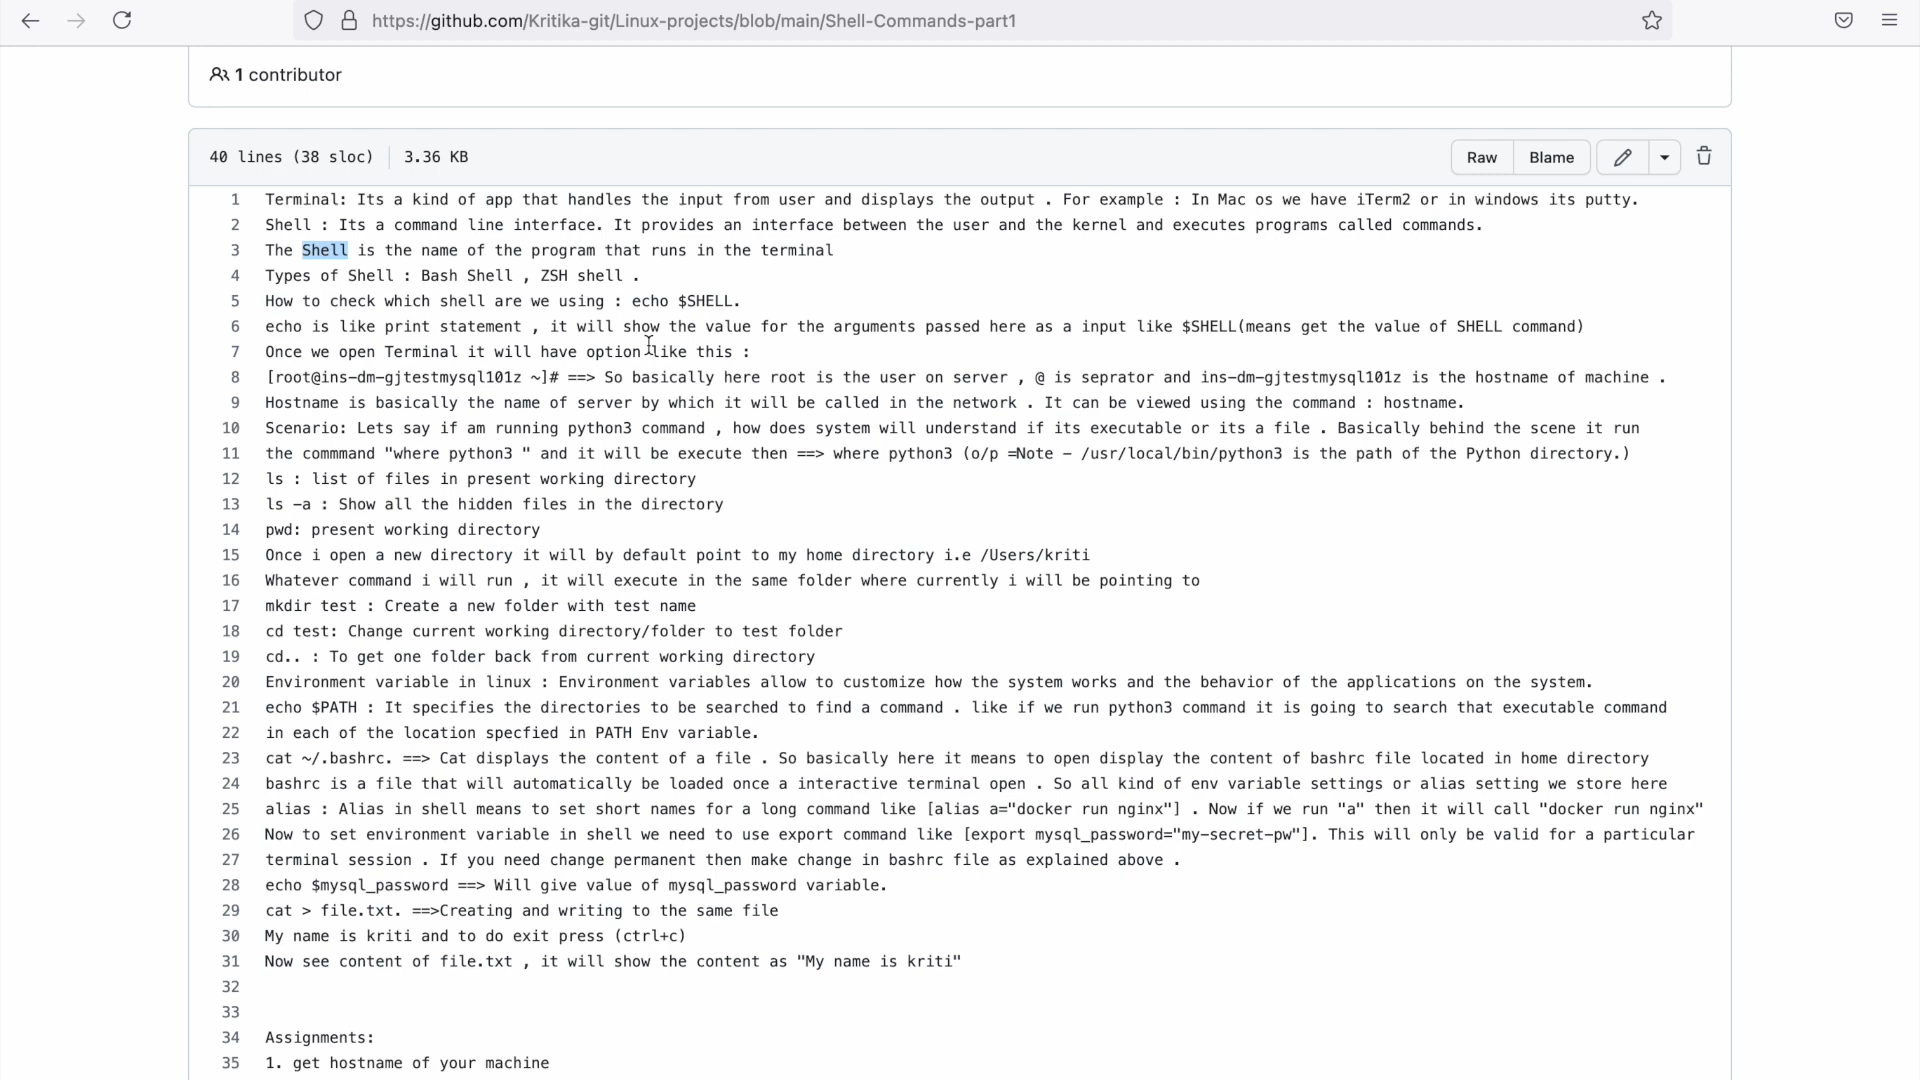 https://github.com/Kritika-git/Linux-projects/blob/main/Shell-Commands-part1
1 contributor
40 lines (38 sloc) 3.36 KB Raw Blame
1 Terminal: Its a kind of app that handles the input from user and displays the output . For example : In Mac os we have iTerm2 or in windows its putty.
2 Shell : Its a command line interface. It provides an interface between the user and the kernel and executes programs called commands.
3 The Shell is the name of the program that runs in the terminal
4 Types of Shell : Bash Shell , ZSH shell .
5 How to check which shell are we using : echo $SHELL.
6 echo is like print statement , it will show the value for the arguments passed here as a input like $SHELL(means get the value of SHELL command)
7 Once we open Terminal it will have option like this :
8 [root@ins-dm-gjtestmysql101z ~]# ==> So basically here root is the user on server , @ is seprator and ins-dm-gjtestmysql101z is the hostname of machine .
9 Hostname is basically the name of server by which it will be called in the network . It can be viewed using the command : hostname.
10 Scenario: Lets say if am running python3 command , how does system will understand if its executable or its a file . Basically behind the scene it run
11 the commmand "where python3 " and it will be execute then ==> where python3 (o/p =Note - /usr/local/bin/python3 is the path of the Python directory.)
12 ls : list of files in present working directory
13 ls -a : Show all the hidden files in the directory
14 pwd: present working directory
15 Once i open a new directory it will by default point to my home directory i.e /Users/kriti
16 Whatever command i will run , it will execute in the same folder where currently i will be pointing to
17 mkdir test : Create a new folder with test name
18 cd test: Change current working directory/folder to test folder
19 cd.. : To get one folder back from current working directory
20 Environment variable in linux : Environment variables allow to customize how the system works and the behavior of the applications on the system.
21 echo $PATH : It specifies the directories to be searched to find a command . like if we run python3 command it is going to search that executable command
22 in each of the location specfied in PATH Env variable.
23 cat ~/.bashrc. ==> Cat displays the content of a file . So basically here it means to open display the content of bashrc file located in home directory
24 bashrc is a file that will automatically be loaded once a interactive terminal open . So all kind of env variable settings or alias setting we store here
25 alias : Alias in shell means to set short names for a long command like [alias a="docker run nginx"] . Now if we run "a" then it will call "docker run nginx"
26 Now to set environment variable in shell we need to use export command like [export mysql_password="my-secret-pw"]. This will only be valid for a particular
27 terminal session . If you need change permanent then make change in bashrc file as explained above .
28 echo $mysql_password ==> Will give value of mysql_password variable.
29 cat > file.txt. ==>Creating and writing to the same file
30 My name is kriti and to do exit press (ctrl+c)
31 Now see content of file.txt , it will show the content as "My name is kriti"
32
33
34 Assignments:
35 1. get hostname of your machine